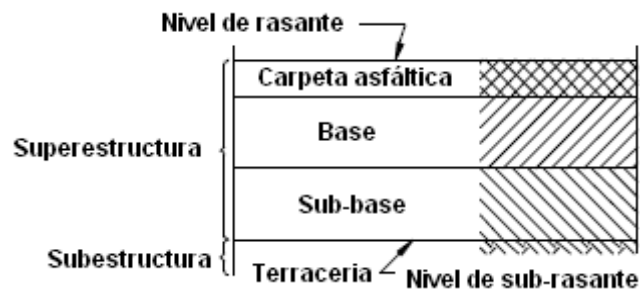 Nivel de rasante
Carpeta asfáltica
Base
Superestructura
Sub-base
Subestructura
Terraceria
Nivel de sub-rasante